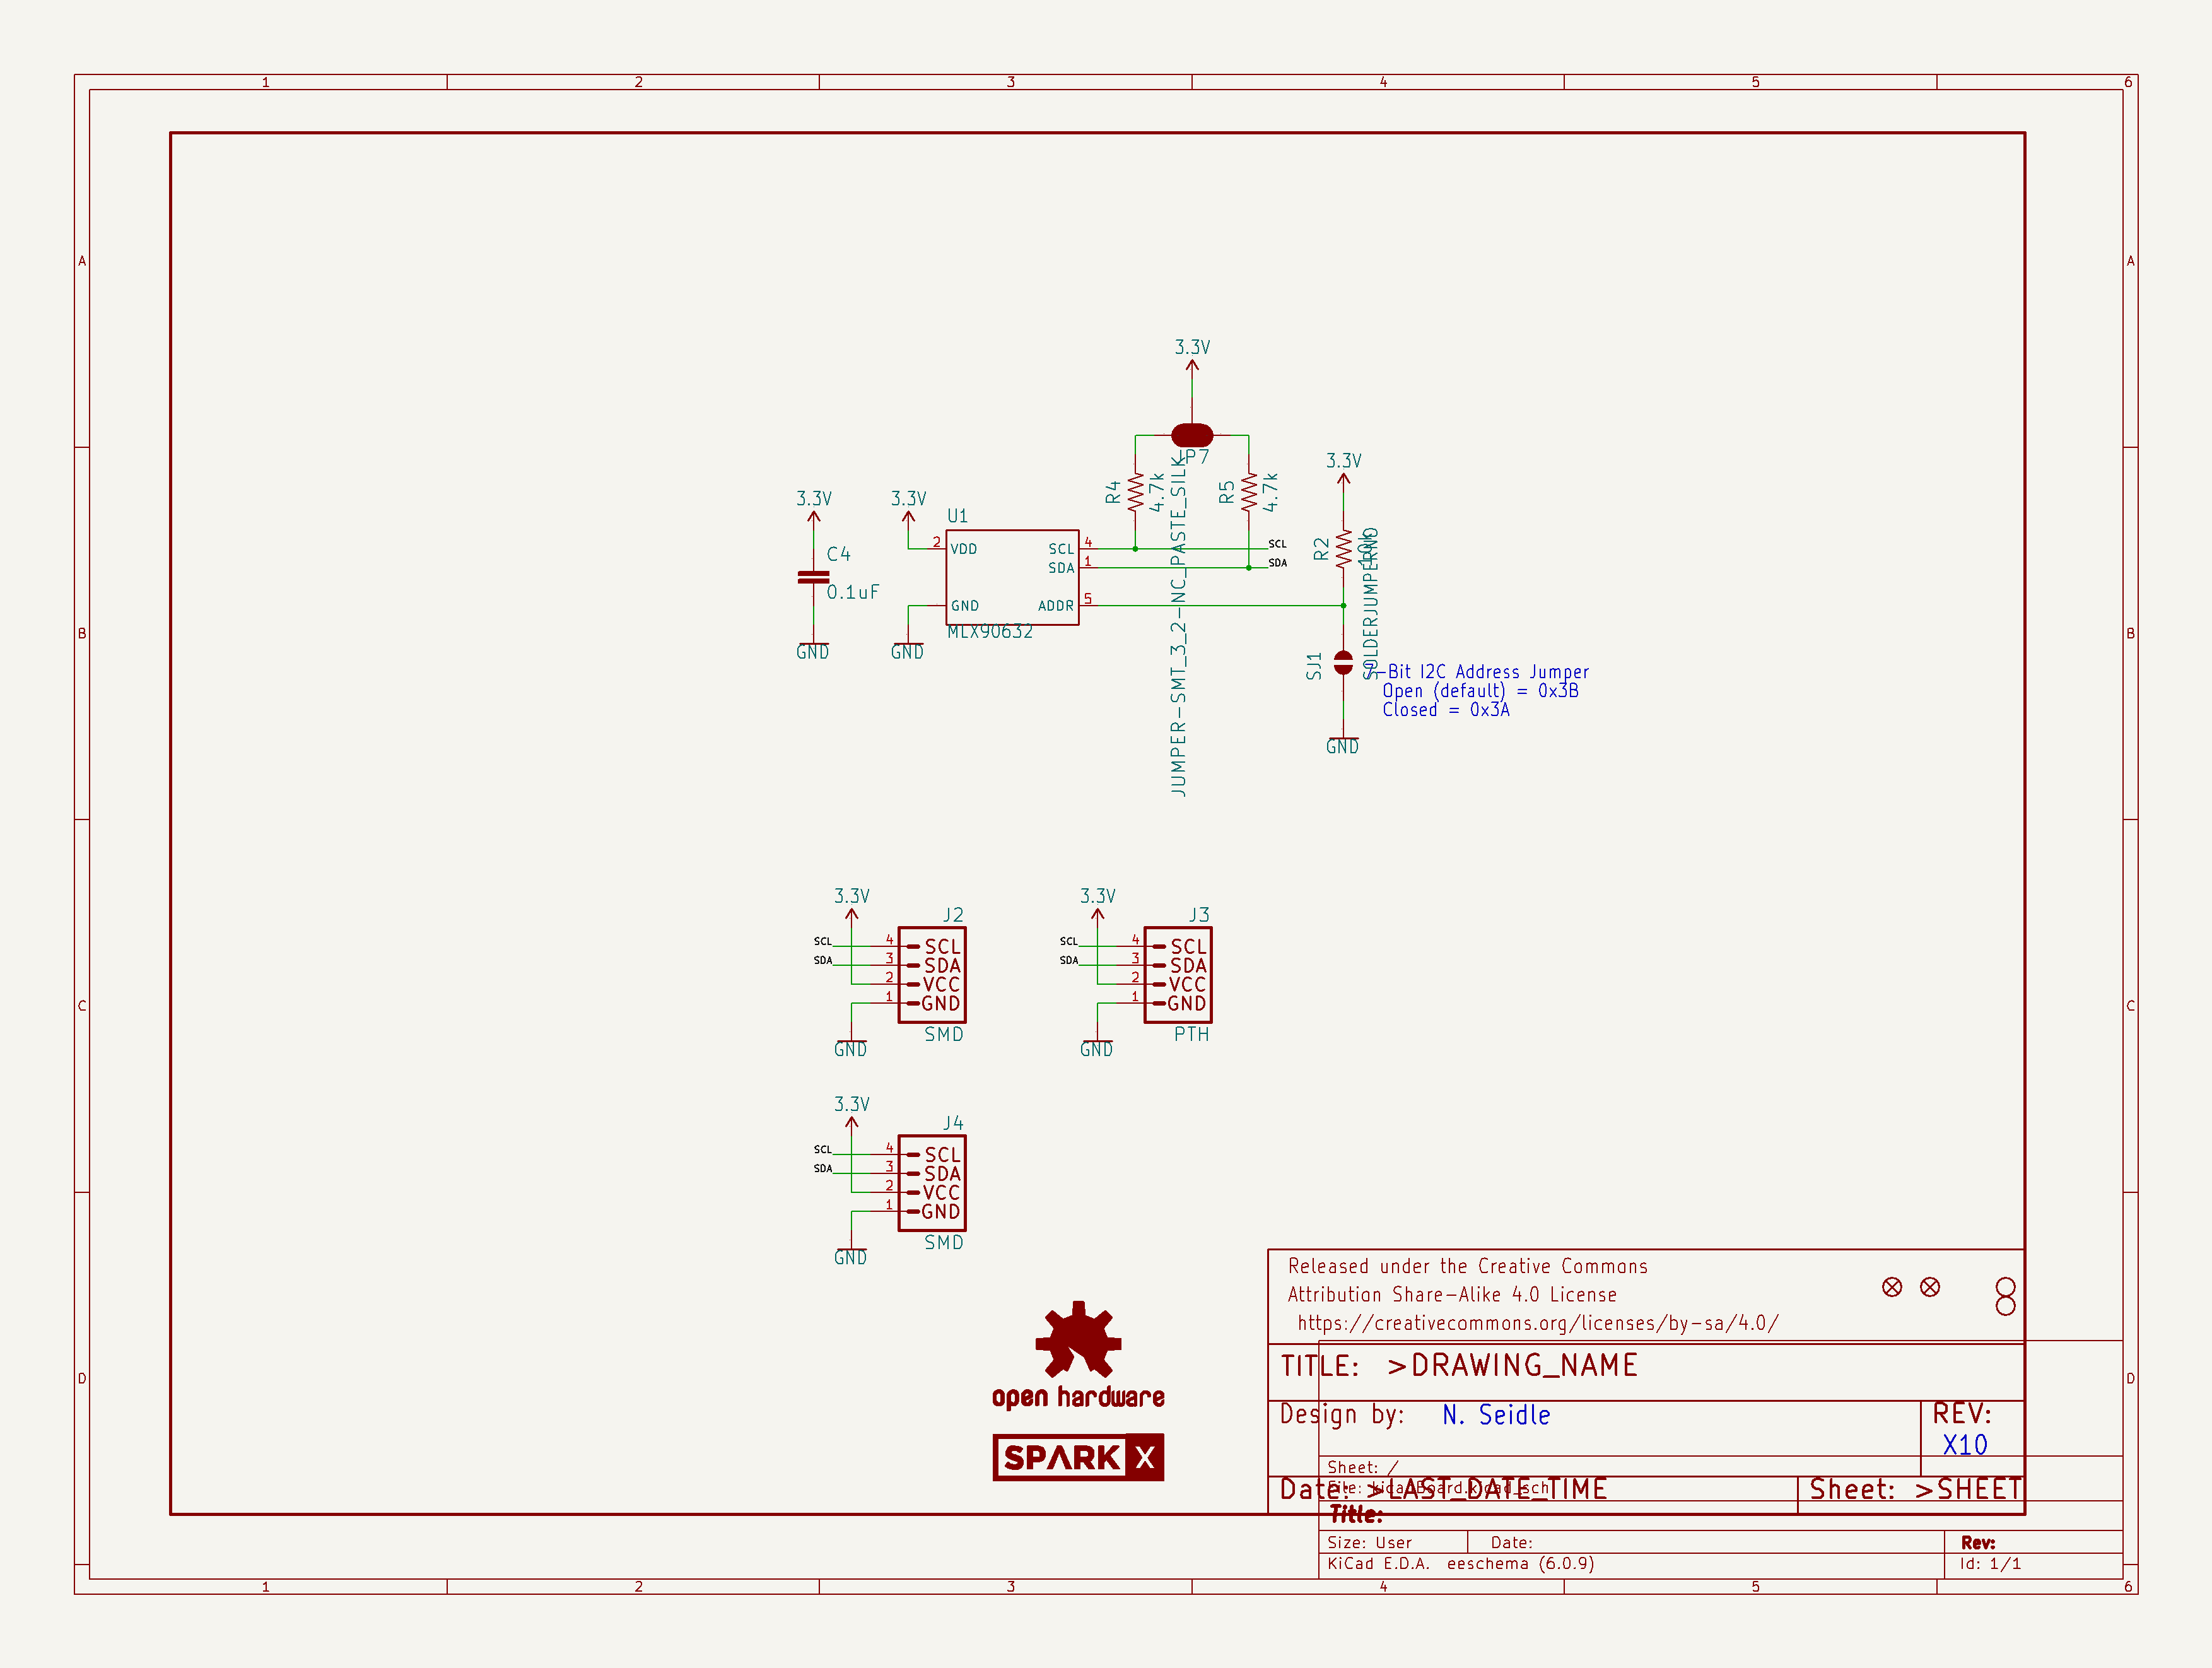 1 2 3 4 5 6
A A
B B
C C
D D
3.3V
JP7
JUMPER-SMT_3_2-NC_PASTE_SILK
R4
4.7k
R5
4.7k
3.3V
R2
10k
3.3V
C4
0.1uF
GND
3.3V
U1
2 VDD
GND
SCL 4
SDA 1
ADDR 5
MLX90632
GND
SCL
SDA
SJ1
SOLDERJUMPERNO
7-Bit I2C Address Jumper
Open (default) = 0x3B
Closed = 0x3A
GND
3.3V
J2
SCL 4 SCL
SDA 3 SDA
2 VCC
1 GND
SMD
GND
3.3V
J3
SCL 4 SCL
SDA 3 SDA
2 VCC
1 GND
PTH
GND
3.3V
J4
SCL 4 SCL
SDA 3 SDA
2 VCC
1 GND
SMD
GND
open hardware
SPARK X
Released under the Creative Commons
Attribution Share-Alike 4.0 License
https://creativecommons.org/licenses/by-sa/4.0/
TITLE: >DRAWING_NAME
Design by: N. Seidle
REV:
X10
Date: >LAST_DATE_TIME
Sheet: >SHEET
Sheet: /
File: kicadBoard.kicad_sch
Title:
Size: User
Date:
Rev:
KiCad E.D.A. eeschema (6.0.9)
Id: 1/1
1 2 3 4 5 6